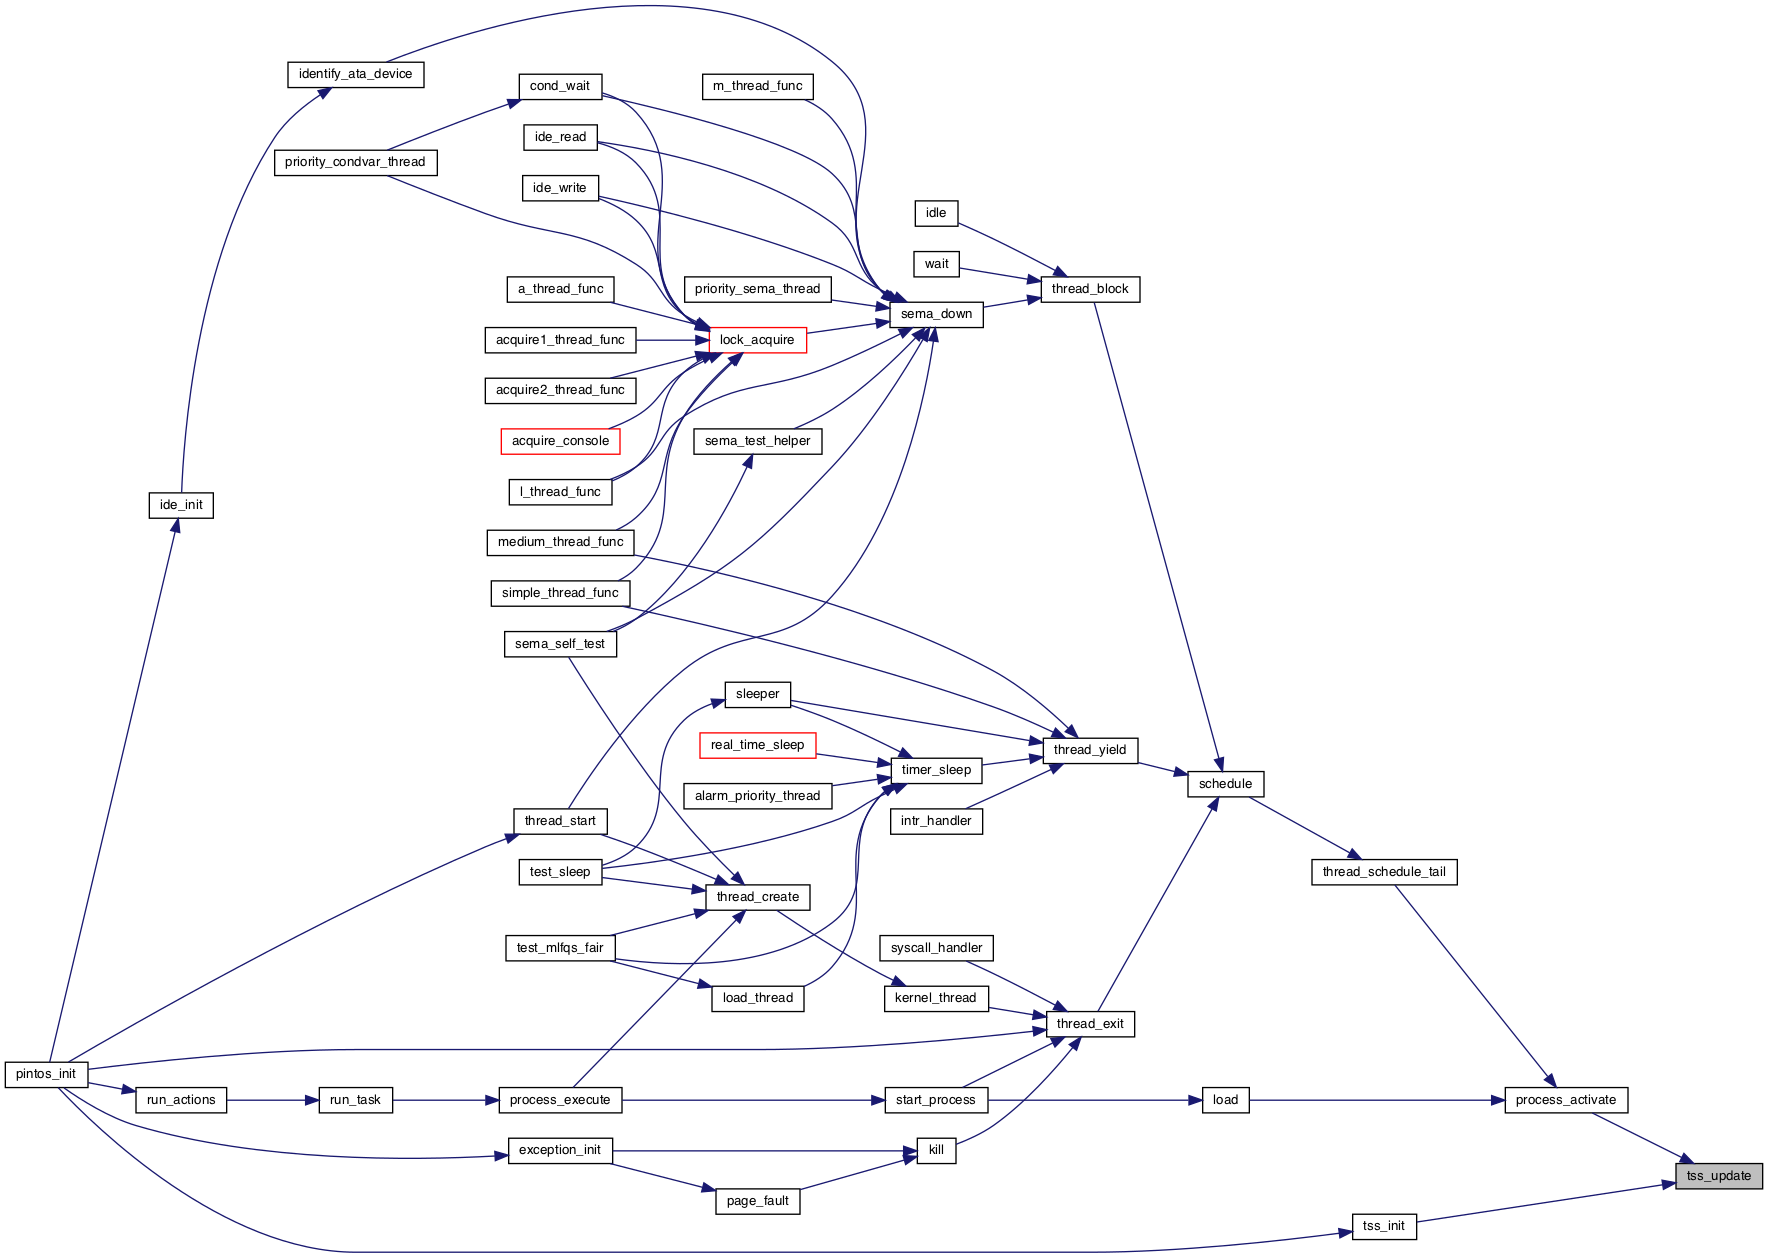 identify_ata_device
cond_wait
m_thread_func
ide_read
priority_condvar_thread
ide_write
idle
wait
a_thread_func
priority_sema_thread
thread_block
sema_down
acquire1_thread_func
lock_acquire
acquire2_thread_func
acquire_console
sema_test_helper
l_thread_func
ide_init
medium_thread_func
simple_thread_func
sema_self_test
sleeper
real_time_sleep
thread_yield
timer_sleep
schedule
alarm_priority_thread
thread_start
intr_handler
test_sleep
thread_schedule_tail
thread_create
test_mlfqs_fair
syscall_handler
load_thread
kernel_thread
thread_exit
pintos_init
run_actions
run_task
process_execute
start_process
load
process_activate
exception_init
kill
tss_update
page_fault
tss_init